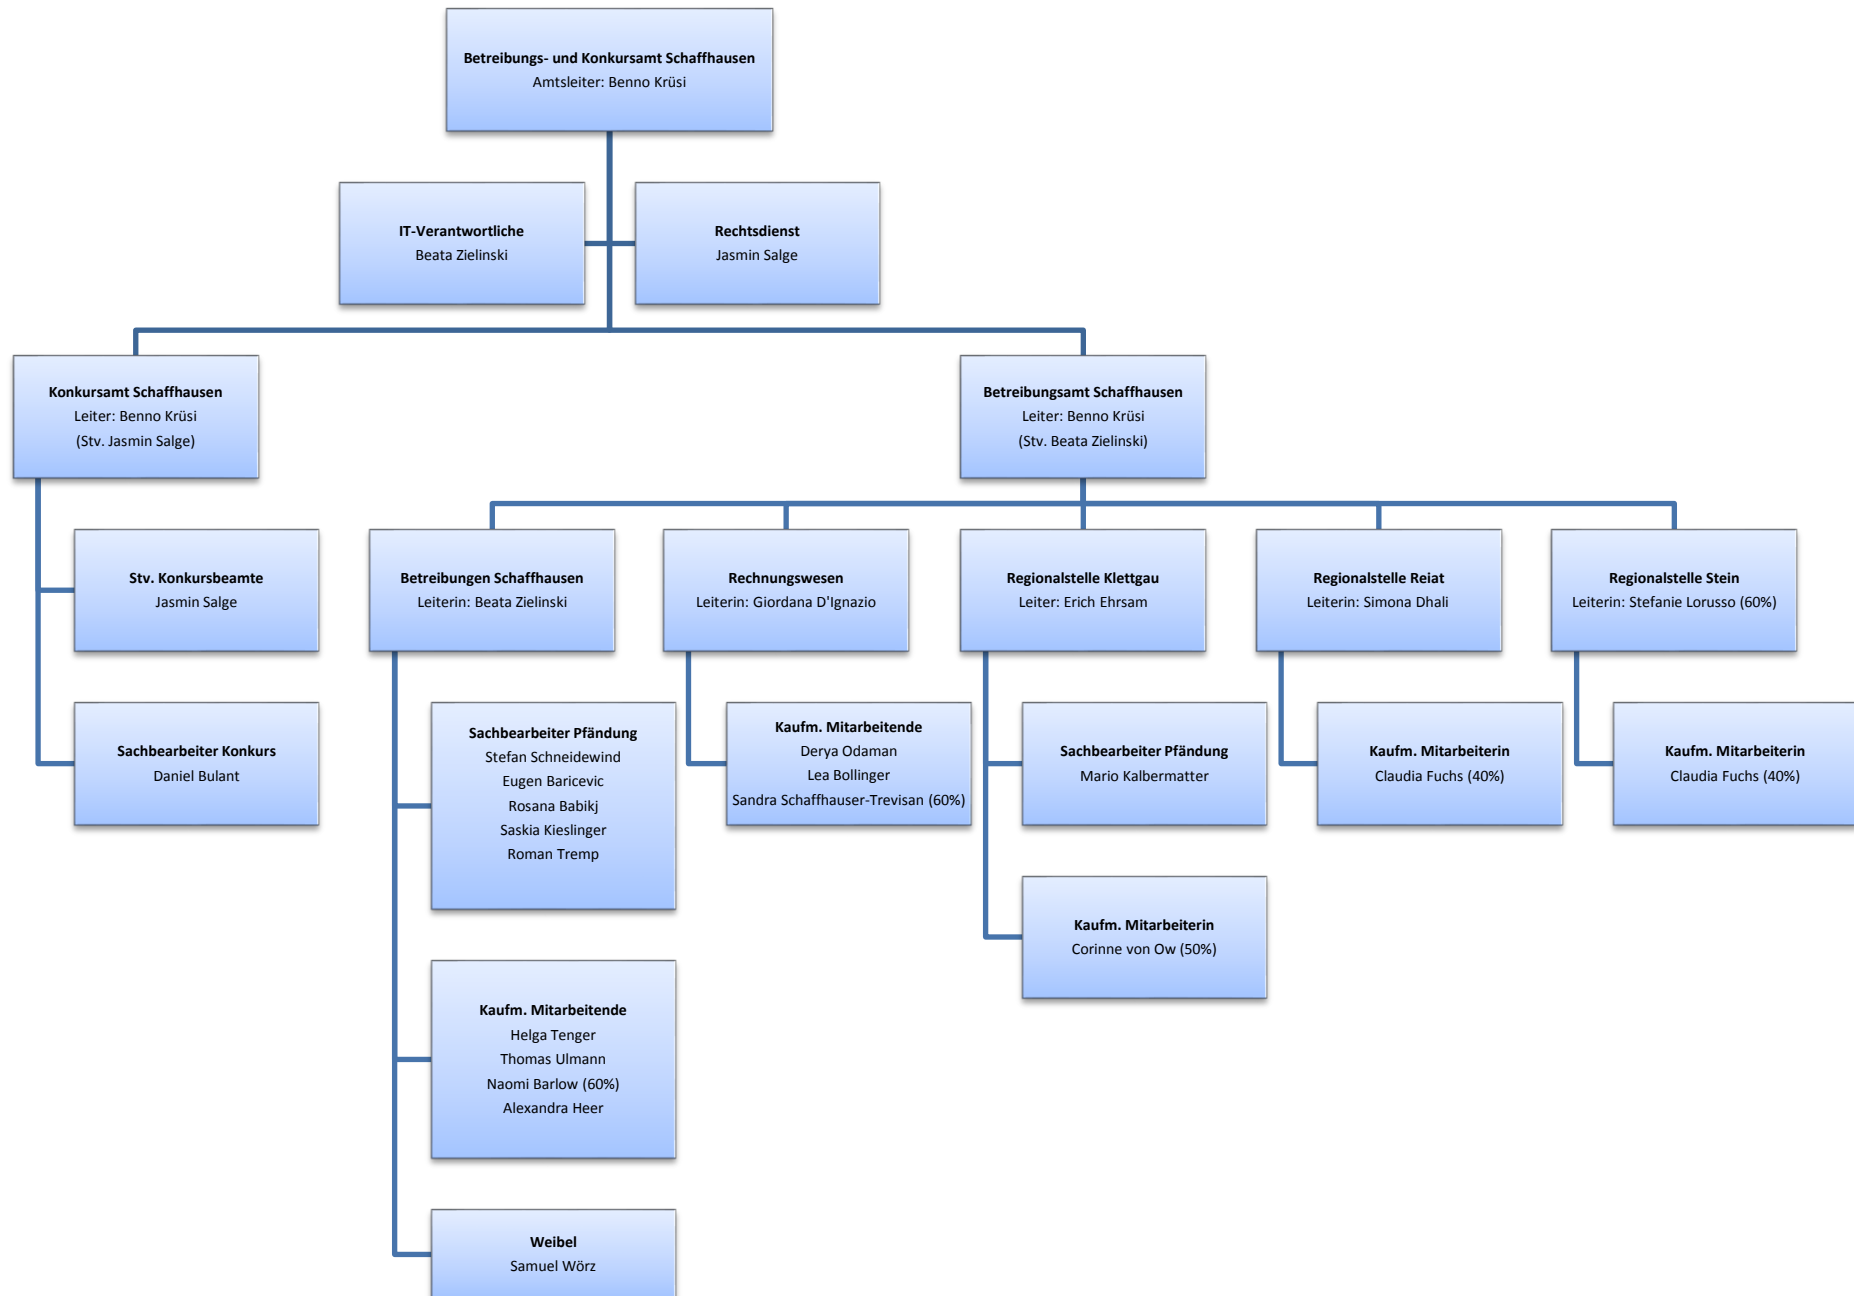 Betreibungs- und Konkursamt Schaffhausen
Amtsleiter: Benno Krüsi
IT-Verantwortliche
Beata Zielinski
Rechtsdienst
Jasmin Salge
Konkursamt Schaffhausen
Leiter: Benno Krüsi
(Stv. Jasmin Salge)
Betreibungsamt Schaffhausen
Leiter: Benno Krüsi
(Stv. Beata Zielinski)
Stv. Konkursbeamte
Jasmin Salge
Sachbearbeiter Konkurs
Daniel Bulant
Betreibungen Schaffhausen
Leiterin: Beata Zielinski
Sachbearbeiter Pfändung
Stefan Schneidewind
Eugen Baricevic
Rosana Babikj
Saskia Kieslinger
Roman Tremp
Kaufm. Mitarbeitende
Helga Tenger
Thomas Ulmann
Naomi Barlow (60%)
Alexandra Heer
Weibel
Samuel Wörz
Rechnungswesen
Leiterin: Giordana D'Ignazio
Kaufm. Mitarbeitende
Derya Odaman
Lea Bollinger
Sandra Schaffhauser-Trevisan (60%)
Regionalstelle Klettgau
Leiter: Erich Ehrsam
Sachbearbeiter Pfändung
Mario Kalbermatter
Kaufm. Mitarbeiterin
Corinne von Ow (50%)
Regionalstelle Reiat
Leiterin: Simona Dhali
Kaufm. Mitarbeiterin
Claudia Fuchs (40%)
Regionalstelle Stein
Leiterin: Stefanie Lorusso (60%)
Kaufm. Mitarbeiterin
Claudia Fuchs (40%)